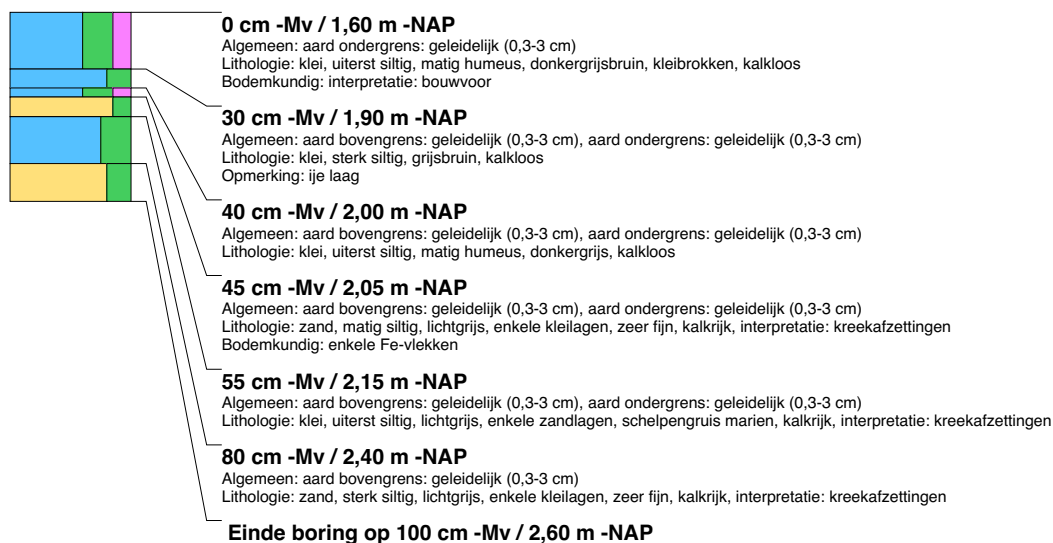 0 cm -Mv / 1,60 m -NAP
Algemeen: aard ondergrens: geleidelijk (0,3-3 cm)
Lithologie: klei, uiterst siltig, matig humeus, donkergrijsbruin, kleibrokken, kalkloos
Bodemkundig: interpretatie: bouwvoor
30 cm -Mv / 1,90 m -NAP
Algemeen: aard bovengrens: geleidelijk (0,3-3 cm), aard ondergrens: geleidelijk (0,3-3 cm)
Lithologie: klei, sterk siltig, grijsbruin, kalkloos
Opmerking: ije laag
40 cm -Mv / 2,00 m -NAP
Algemeen: aard bovengrens: geleidelijk (0,3-3 cm), aard ondergrens: geleidelijk (0,3-3 cm)
Lithologie: klei, uiterst siltig, matig humeus, donkergrijs, kalkloos
45 cm -Mv / 2,05 m -NAP
Algemeen: aard bovengrens: geleidelijk (0,3-3 cm), aard ondergrens: geleidelijk (0,3-3 cm)
Lithologie: zand, matig siltig, lichtgrijs, enkele kleilagen, zeer fijn, kalkrijk, interpretatie: kreekafzettingen
Bodemkundig: enkele Fe-vlekken
55 cm -Mv / 2,15 m -NAP
Algemeen: aard bovengrens: geleidelijk (0,3-3 cm), aard ondergrens: geleidelijk (0,3-3 cm)
Lithologie: klei, uiterst siltig, lichtgrijs, enkele zandlagen, schelpengruis marien, kalkrijk, interpretatie: kreekafzettingen
80 cm -Mv / 2,40 m -NAP
Algemeen: aard bovengrens: geleidelijk (0,3-3 cm)
Lithologie: zand, sterk siltig, lichtgrijs, enkele kleilagen, zeer fijn, kalkrijk, interpretatie: kreekafzettingen
Einde boring op 100 cm -Mv / 2,60 m -NAP